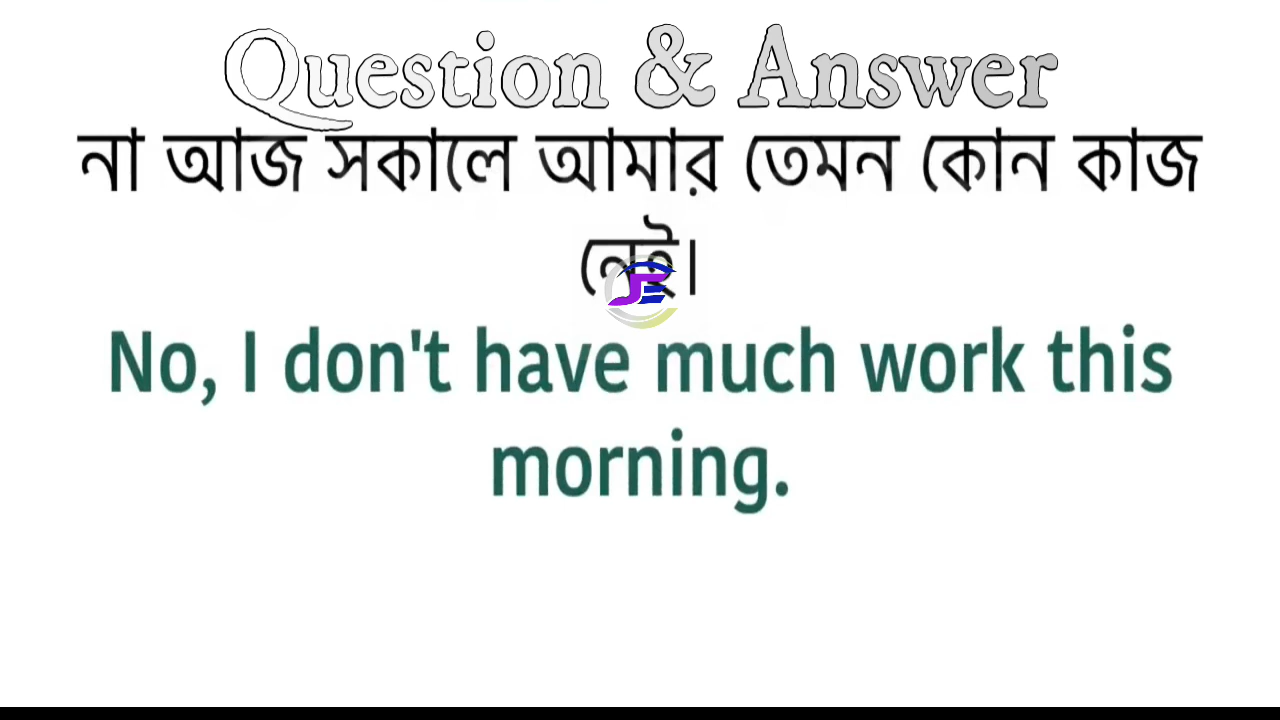 Question & Answer
না আজ সকালে আমার তেমন কোন কাজ
নেই।
No, I don't have much work this
morning.